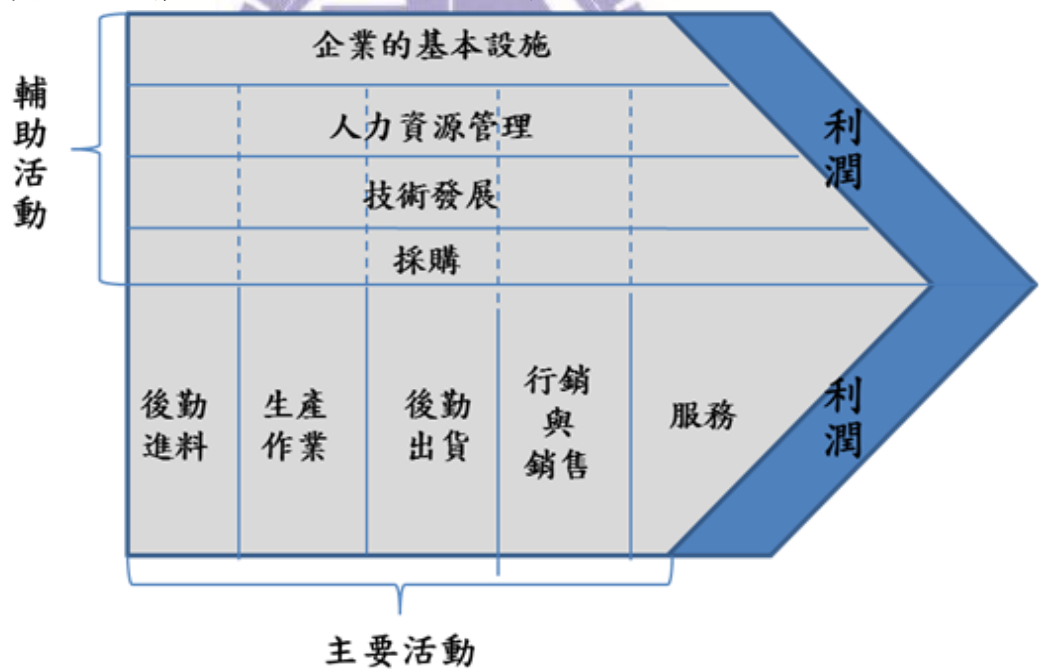 輔助活動
企業的基本設施
人力資源管理
技術發展
採購
利潤
後勤
進料
生產
作業
後勤
出貨
行銷
與
銷售
服務
利潤
主要活動